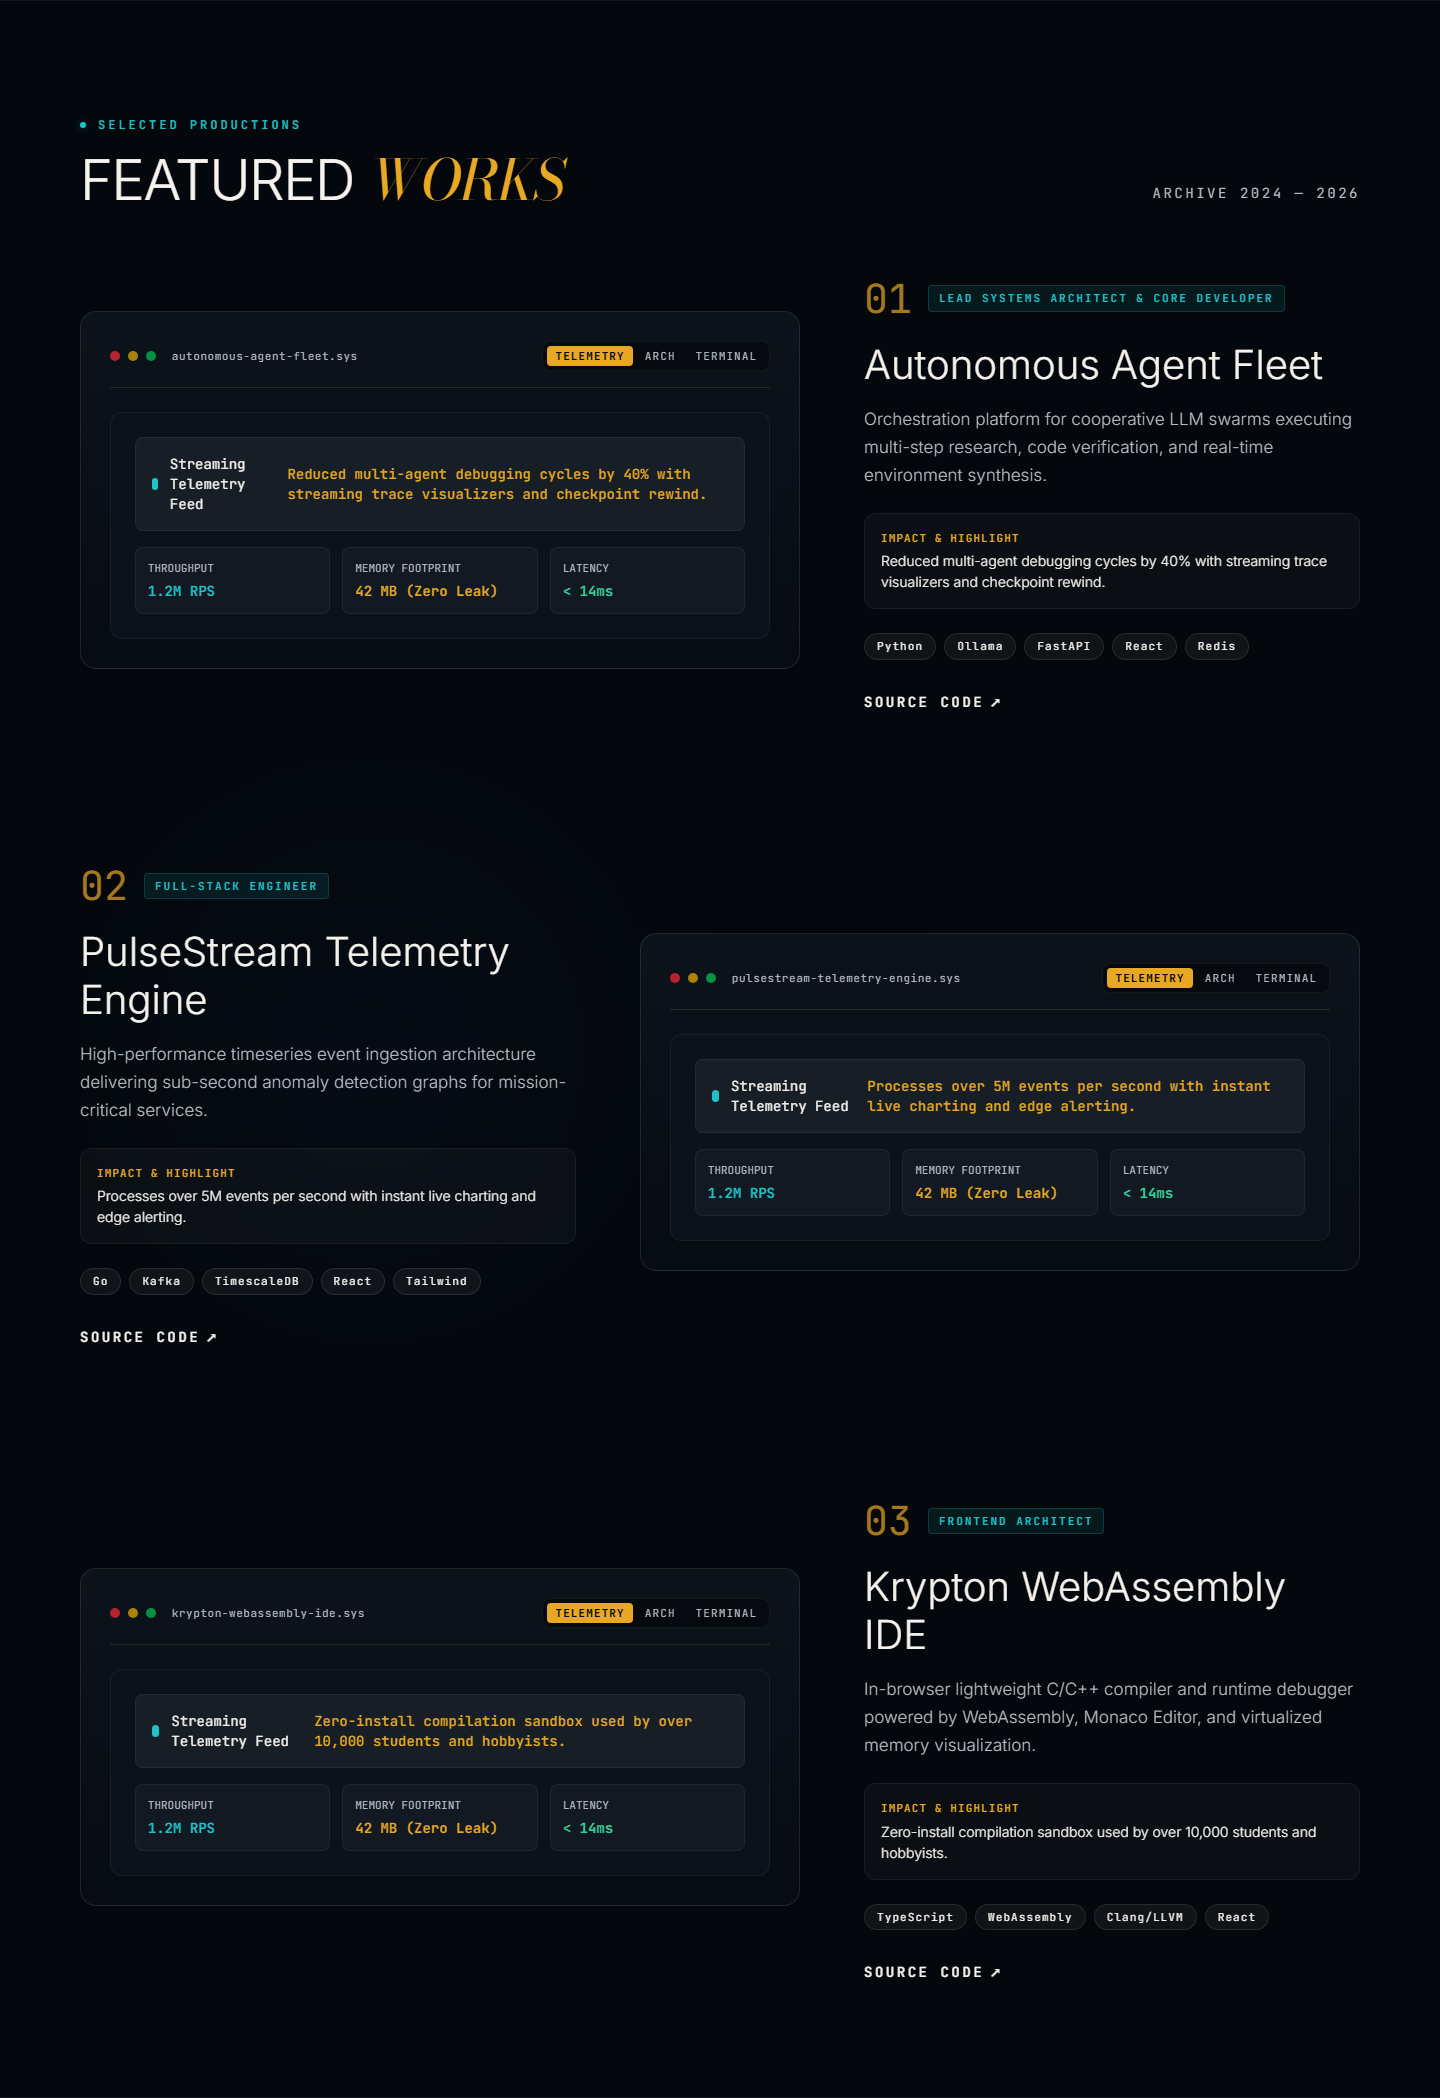 SELECTED PRODUCTIONS
FEATURED WORKS
ARCHIVE 2024 — 2026
autonomous-agent-fleet.sys
TELEMETRY ARCH TERMINAL
Streaming
Telemetry
Feed
Reduced multi-agent debugging cycles by 40% with
streaming trace visualizers and checkpoint rewind.
THROUGHPUT
1.2M RPS
MEMORY FOOTPRINT
42 MB (Zero Leak)
LATENCY
< 14ms
01 LEAD SYSTEMS ARCHITECT & CORE DEVELOPER
Autonomous Agent Fleet
Orchestration platform for cooperative LLM swarms executing
multi-step research, code verification, and real-time
environment synthesis.
IMPACT & HIGHLIGHT
Reduced multi-agent debugging cycles by 40% with streaming trace
visualizers and checkpoint rewind.
Python Ollama FastAPI React Redis
SOURCE CODE ↗
02 FULL-STACK ENGINEER
PulseStream Telemetry
Engine
High-performance timeseries event ingestion architecture
delivering sub-second anomaly detection graphs for mission-
critical services.
IMPACT & HIGHLIGHT
Processes over 5M events per second with instant live charting and
edge alerting.
Go Kafka TimescaleDB React Tailwind
SOURCE CODE ↗
pulsestream-telemetry-engine.sys
TELEMETRY ARCH TERMINAL
Streaming
Telemetry Feed
Processes over 5M events per second with instant
live charting and edge alerting.
THROUGHPUT
1.2M RPS
MEMORY FOOTPRINT
42 MB (Zero Leak)
LATENCY
< 14ms
krypton-webassembly-ide.sys
TELEMETRY ARCH TERMINAL
Streaming
Telemetry Feed
Zero-install compilation sandbox used by over
10,000 students and hobbyists.
THROUGHPUT
1.2M RPS
MEMORY FOOTPRINT
42 MB (Zero Leak)
LATENCY
< 14ms
03 FRONTEND ARCHITECT
Krypton WebAssembly
IDE
In-browser lightweight C/C++ compiler and runtime debugger
powered by WebAssembly, Monaco Editor, and virtualized
memory visualization.
IMPACT & HIGHLIGHT
Zero-install compilation sandbox used by over 10,000 students and
hobbyists.
TypeScript WebAssembly Clang/LLVM React
SOURCE CODE ↗